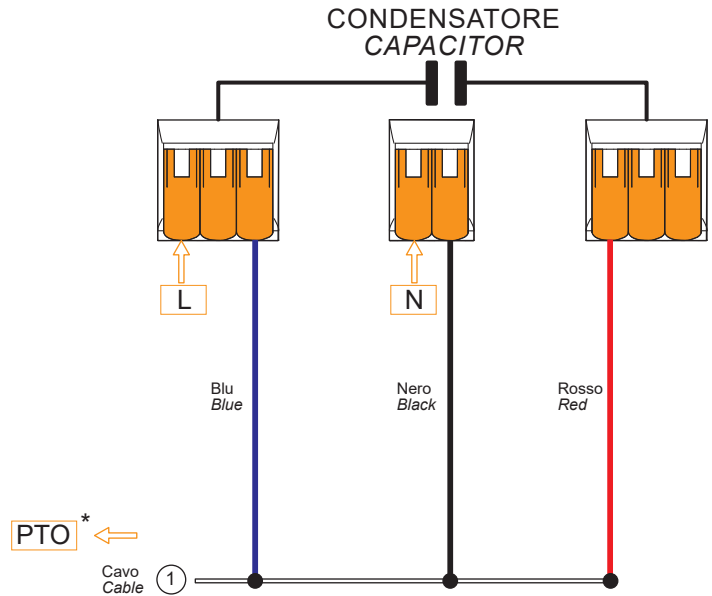 CONDENSATORE
CAPACITOR
L
N
Blu
Blue
Nero
Black
Rosso
Red
PTO *
Cavo
Cable
1